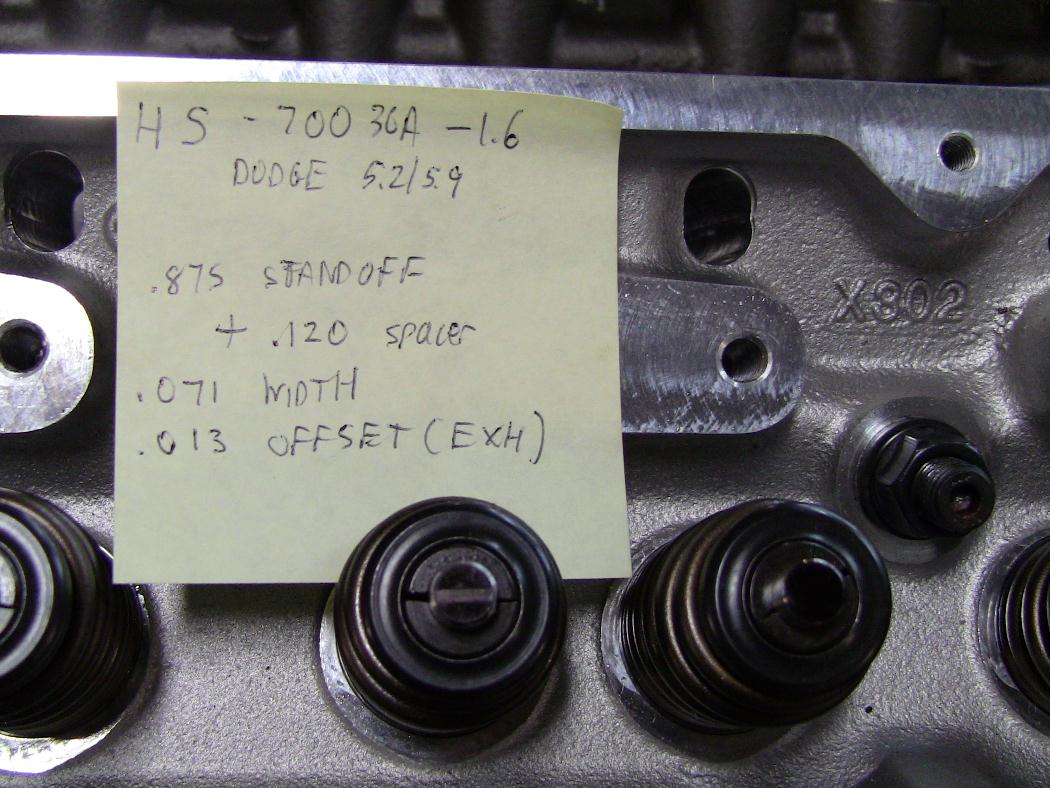 HS - 70036A - 1.6
DODGE 5.2/5.9
.875 STANDOFF
+ .120 spacer
.071 WIDTH
.013 OFFSET (EXH)
X302